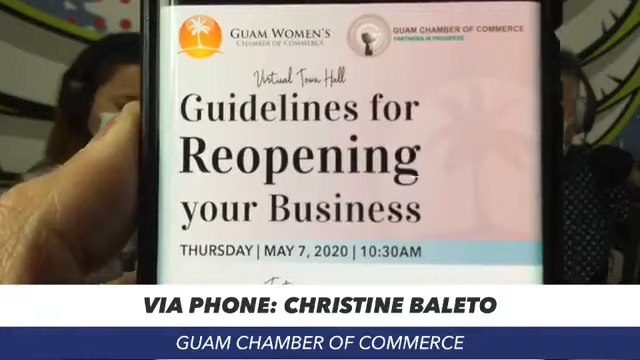 GUAM WOMEN'S
CHAMBER OF COMMERCE
GUAM CHAMBER OF COMMERCE
PARTNERS IN PROGRESS
Virtual Town Hall
Guidelines for
Reopening
your Business
THURSDAY | MAY 7, 2020 | 10:30AM
VIA PHONE: CHRISTINE BALETO
GUAM CHAMBER OF COMMERCE